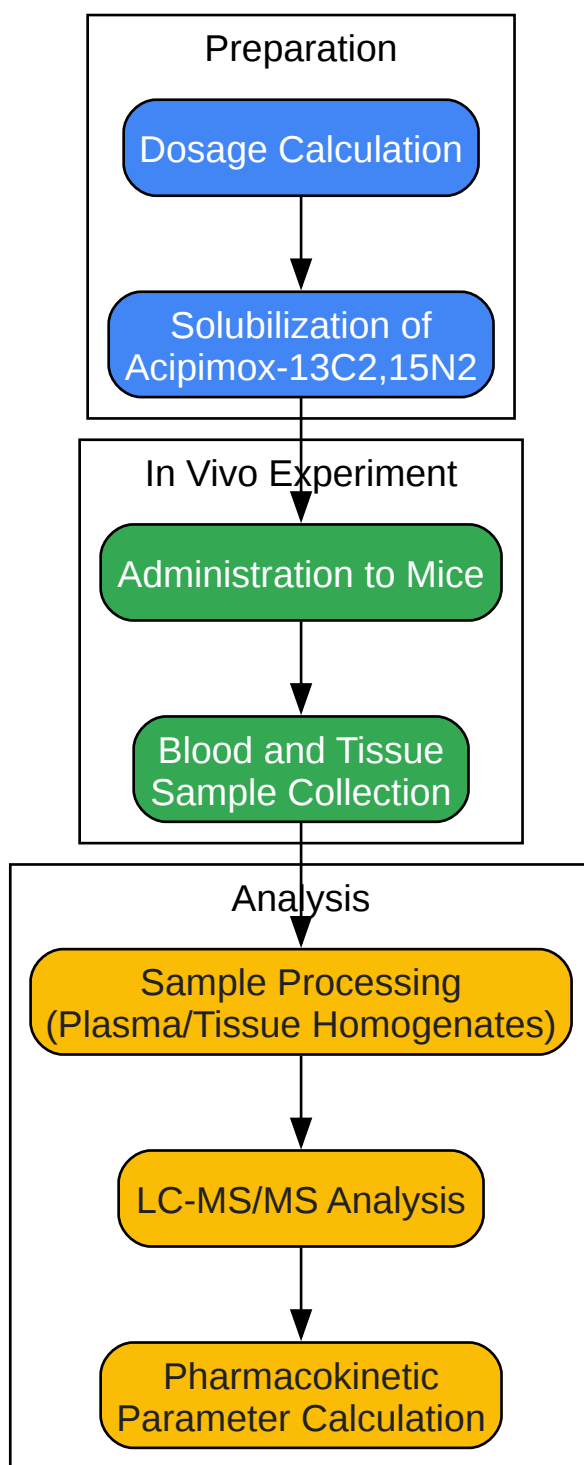 Preparation
Dosage Calculation
Solubilization of
Acipimox-13C2,15N2
In Vivo Experiment
Administration to Mice
Blood and Tissue
Sample Collection
Analysis
Sample Processing
(Plasma/Tissue Homogenates)
LC-MS/MS Analysis
Pharmacokinetic
Parameter Calculation